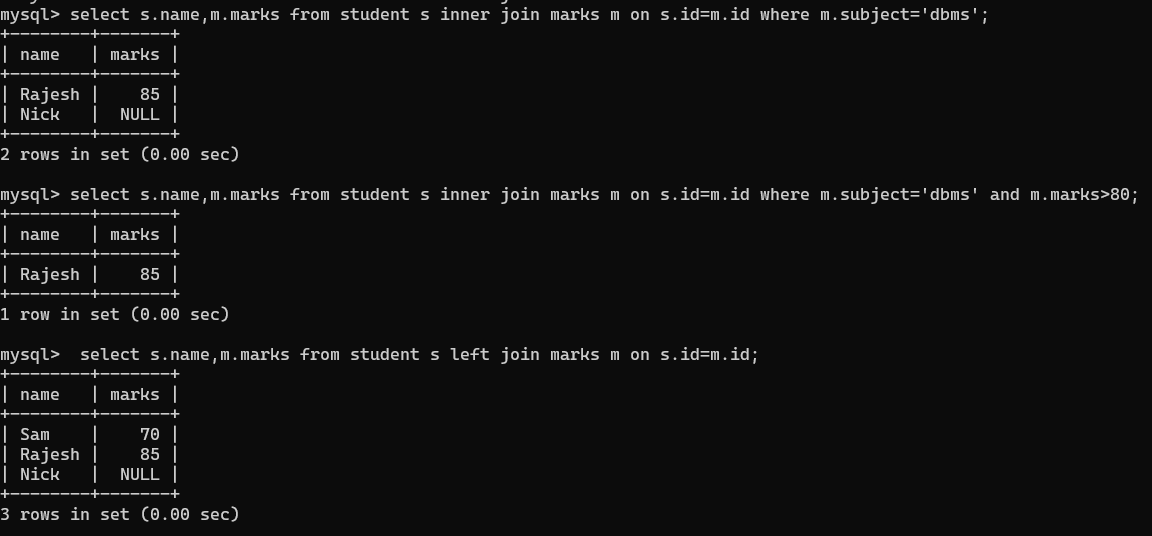 mysql> select s.name,m.marks from student s inner join marks m on s.id=m.id where m.subject='dbms';
+--------+-------+
| name   | marks |
+--------+-------+
| Rajesh |    85 |
| Nick   |  NULL |
+--------+-------+
2 rows in set (0.00 sec)

mysql> select s.name,m.marks from student s inner join marks m on s.id=m.id where m.subject='dbms' and m.marks>80;
+--------+-------+
| name   | marks |
+--------+-------+
| Rajesh |    85 |
+--------+-------+
1 row in set (0.00 sec)

mysql>  select s.name,m.marks from student s left join marks m on s.id=m.id;
+--------+-------+
| name   | marks |
+--------+-------+
| Sam    |    70 |
| Rajesh |    85 |
| Nick   |  NULL |
+--------+-------+
3 rows in set (0.00 sec)